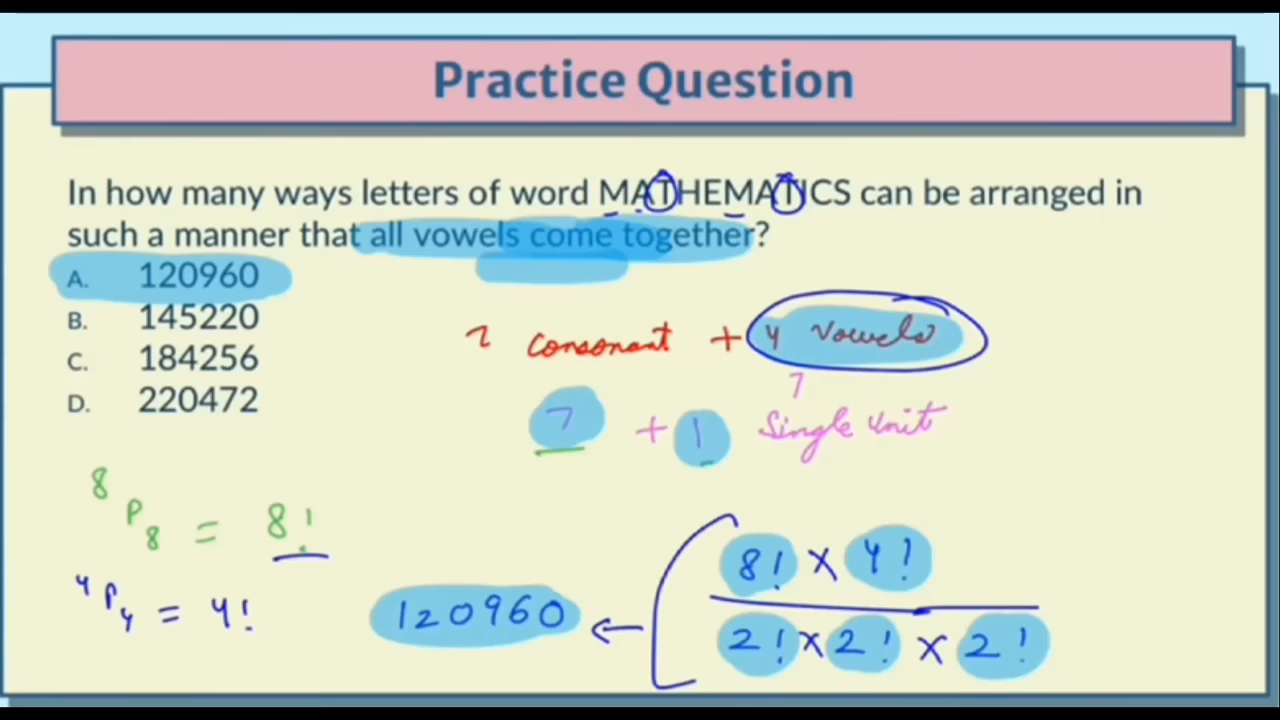 Practice Question
In how many ways letters of word MATHEMATICS can be arranged in
such a manner that all vowels come together?
A. 120960
B. 145220
C. 184256
D. 220472
7 consonant + 4 vowels
7
7 + 1 Single Unit
8P8 = 8!
4P4 = 4!
8! x 4!
120960 ← 2! x 2! x 2!